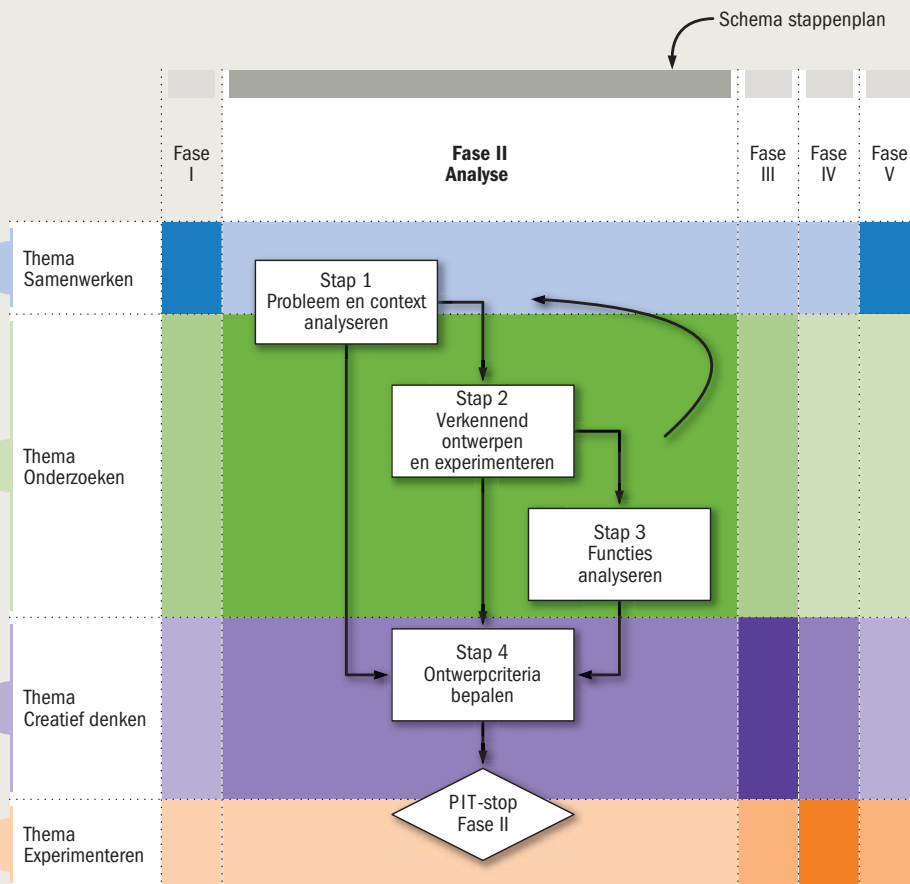 Schema stappenplan
Fase
I
Fase II
Analyse
Fase
III
Fase
IV
Fase
V
Thema
Samenwerken
Stap 1
Probleem en context
analyseren
Stap 2
Verkennend
ontwerpen
en experimenteren
Thema
Onderzoeken
Stap 3
Functies
analyseren
Stap 4
Ontwerpcriteria
bepalen
Thema
Creatief denken
PIT-stop
Fase II
Thema
Experimenteren